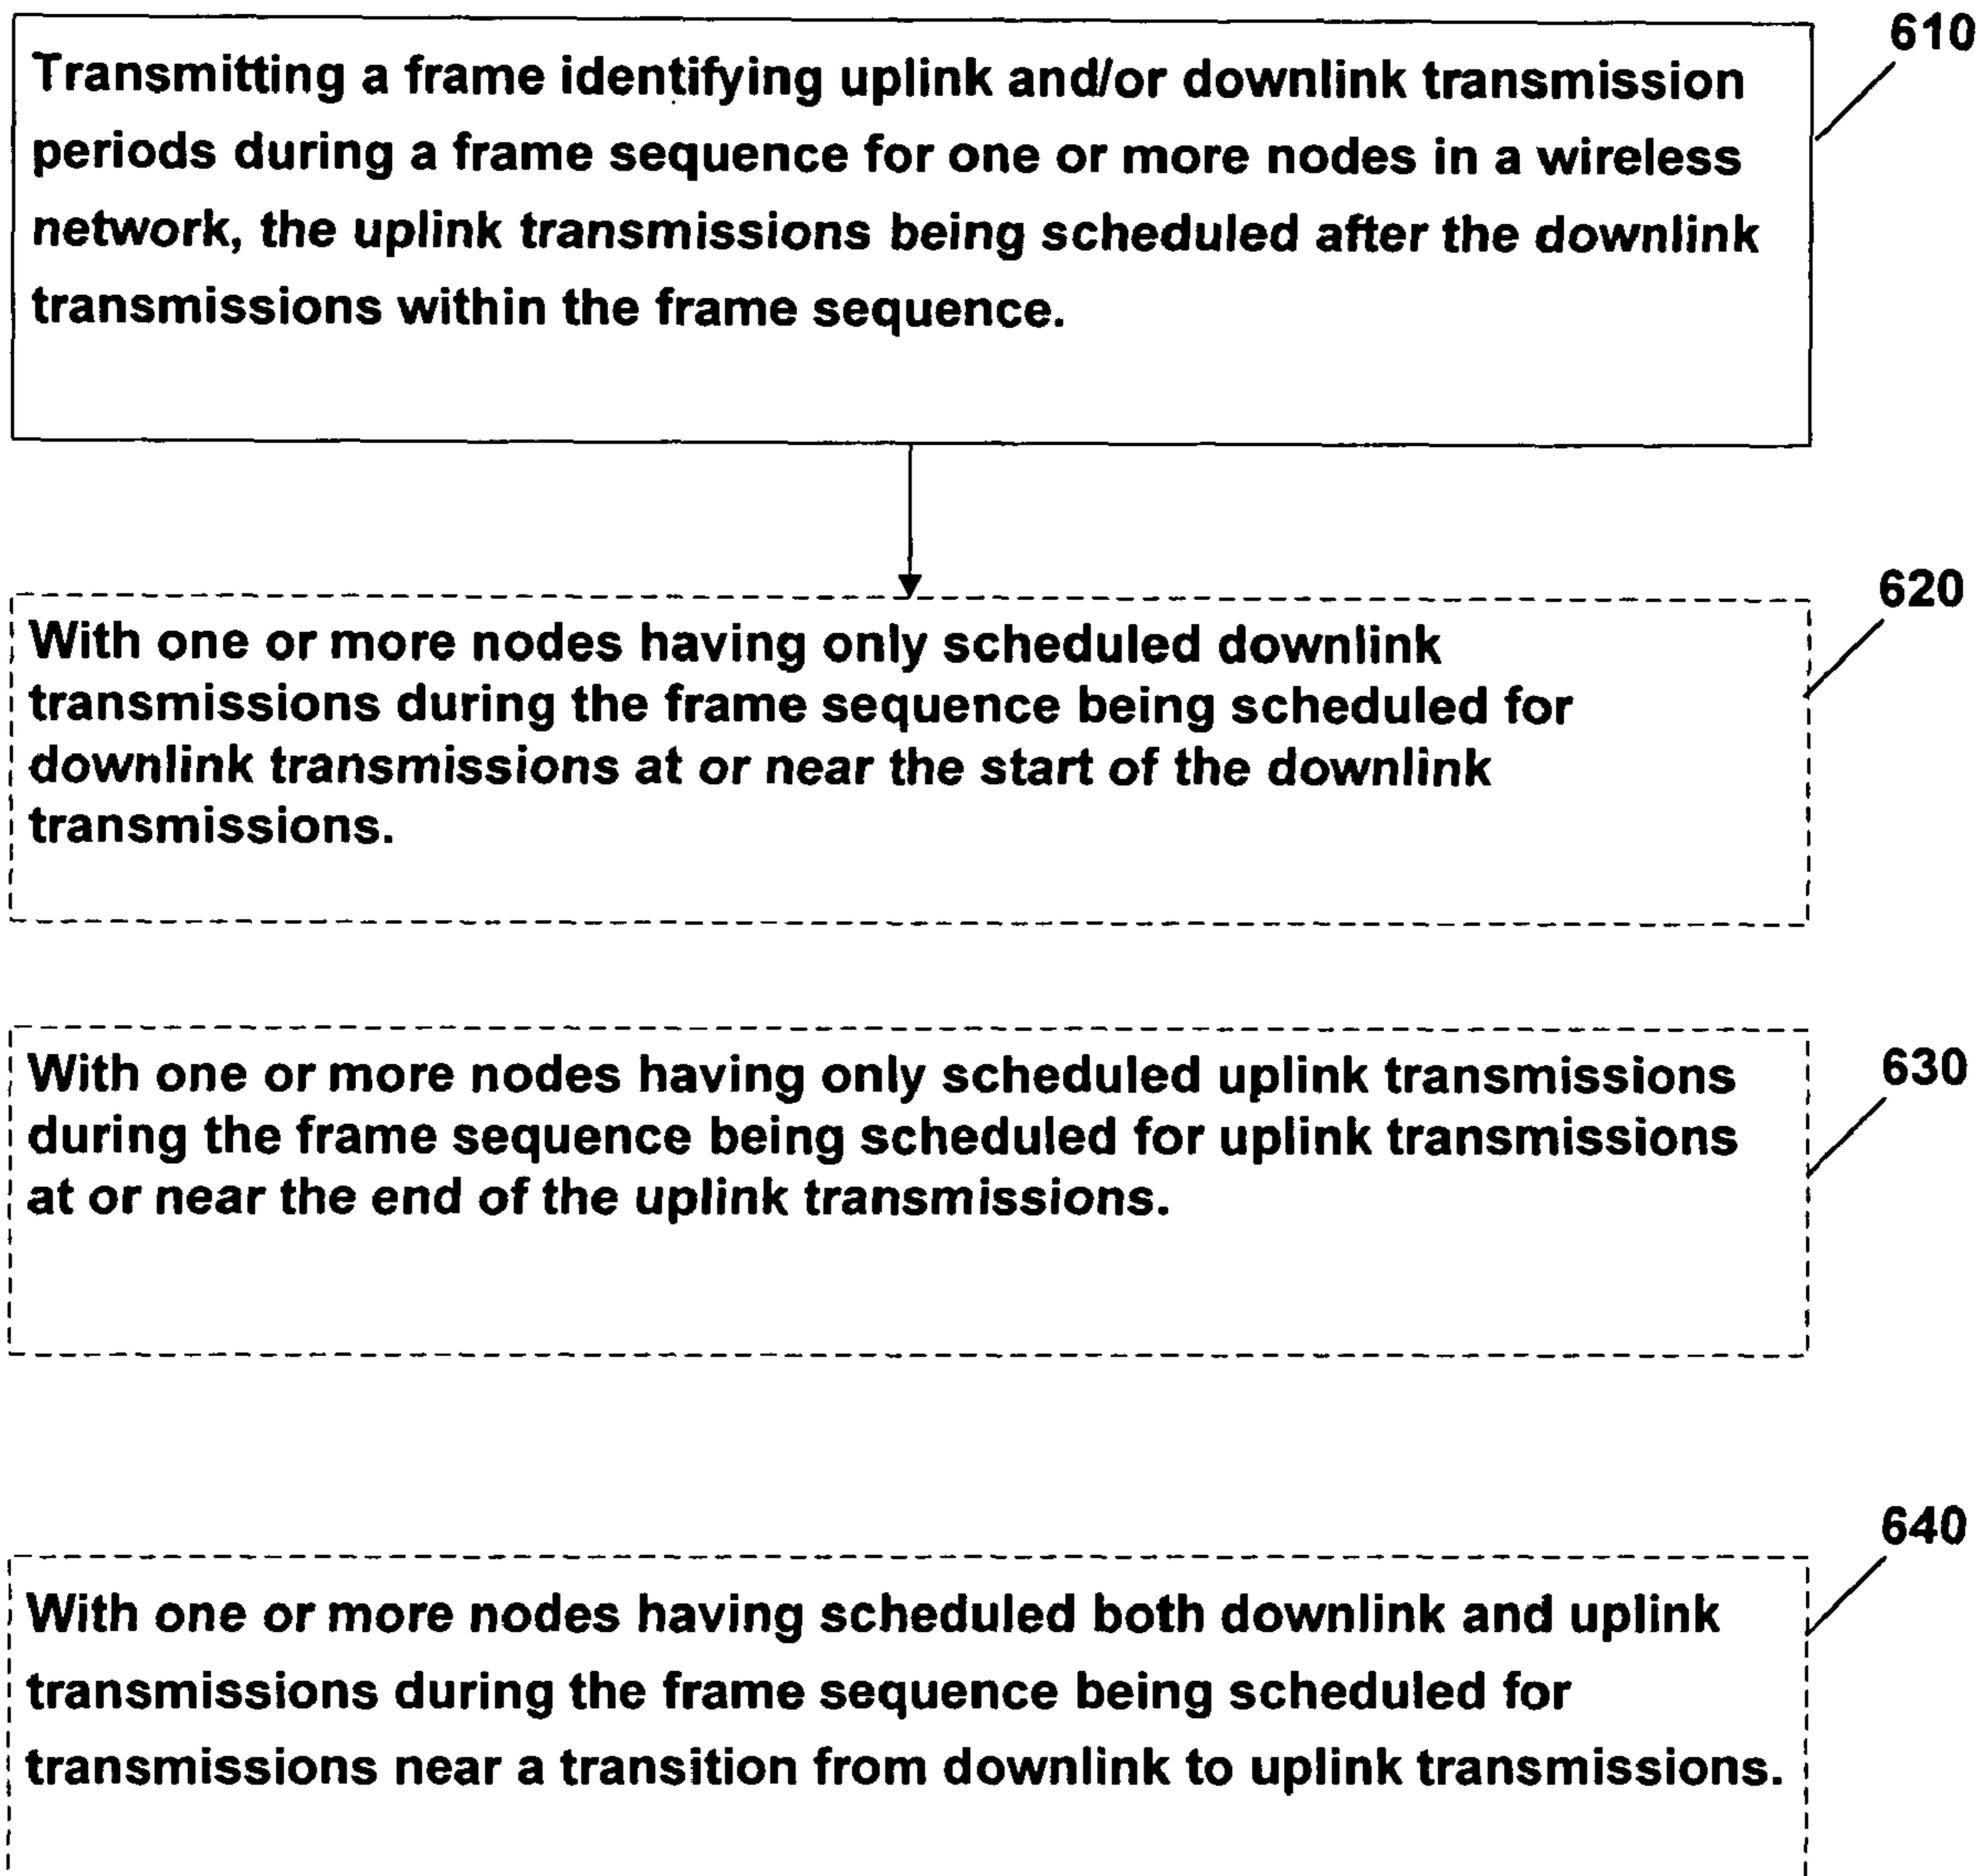 610
Transmitting a frame identifying uplink and/or downlink transmission
periods during a frame sequence for one or more nodes in a wireless
network, the uplink transmissions being scheduled after the downlink
transmissions within the frame sequence.
620
With one or more nodes having only scheduled downlink
transmissions during the frame sequence being scheduled for
downlink transmissions at or near the start of the downlink
transmissions.
630
With one or more nodes having only scheduled uplink transmissions
during the frame sequence being scheduled for uplink transmissions
at or near the end of the uplink transmissions.
640
With one or more nodes having scheduled both downlink and uplink
transmissions during the frame sequence being scheduled for
transmissions near a transition from downlink to uplink transmissions.